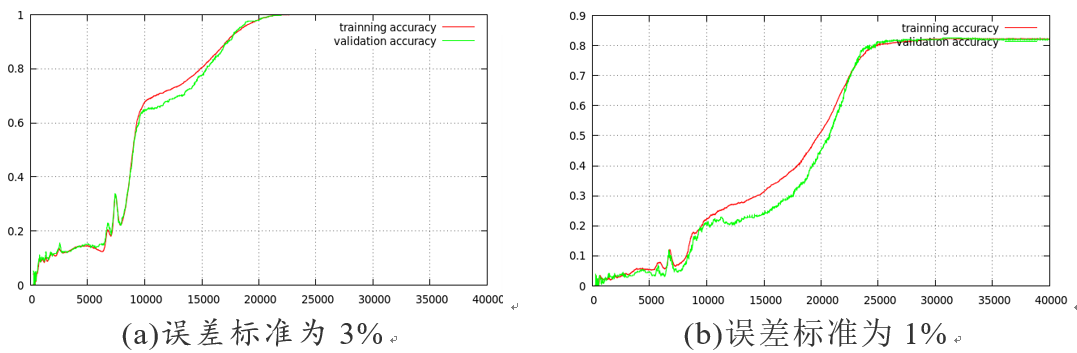 1
0.8
0.6
0.4
0.2
0
0 5000 10000 15000 20000 25000 30000 35000 40000
trainning accuracy
validation accuracy
(a)误差标准为 3%
0.9
0.8
0.7
0.6
0.5
0.4
0.3
0.2
0.1
0
0 5000 10000 15000 20000 25000 30000 35000 40000
trainning accuracy
validation accuracy
(b)误差标准为 1%